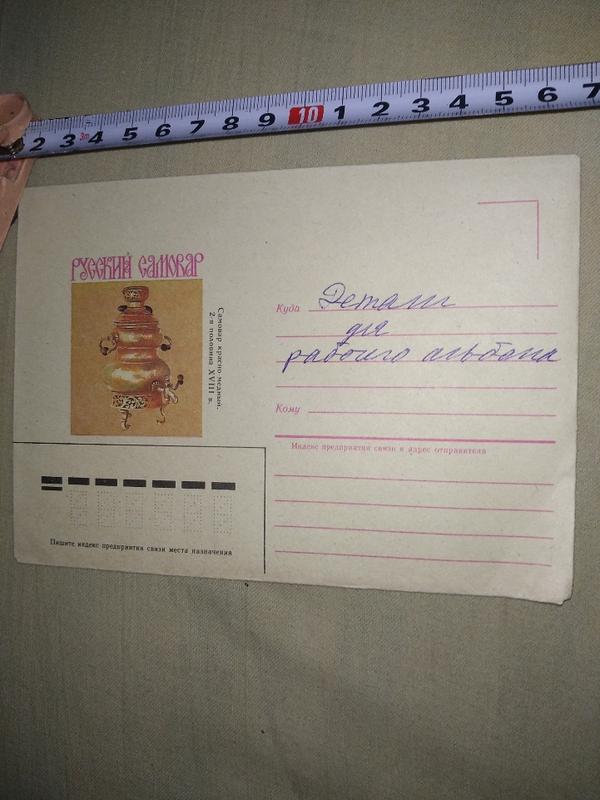 2 3 3m 4 5 6 7 8 9 10 1 2 3 4 5 6 7
РУССКИЙ САМОВАР
Самовар красно-медный.
2-я половина XVIII в.
Куда Детали
для
рабочего альбома
Кому
Индекс предприятия связи и адрес отправителя
Пишите индекс предприятия связи места назначения